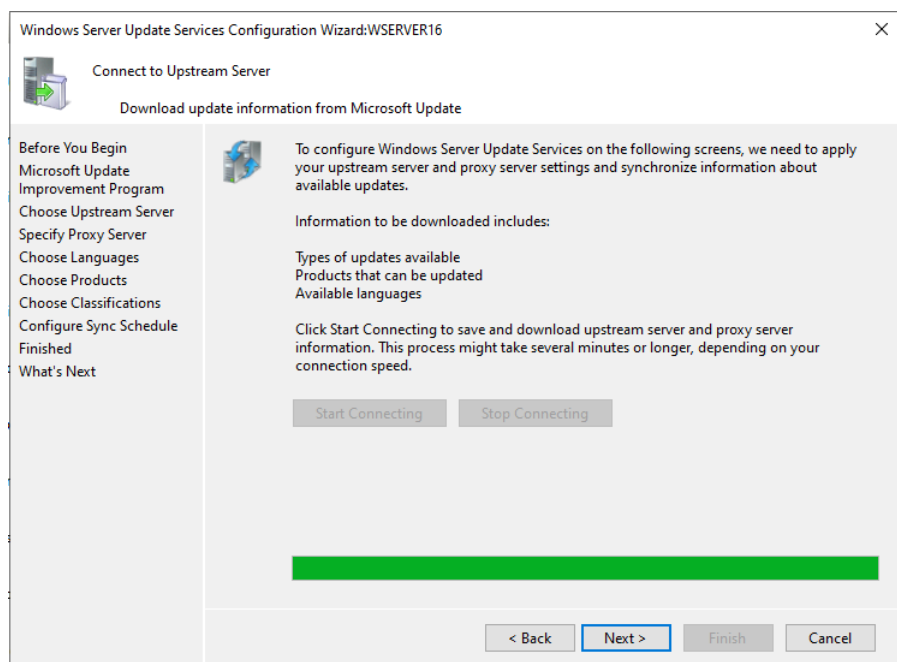 Windows Server Update Services Configuration Wizard:WSERVER16
Connect to Upstream Server
Download update information from Microsoft Update
Before You Begin
Microsoft Update
Improvement Program
Choose Upstream Server
Specify Proxy Server
Choose Languages
Choose Products
Choose Classifications
Configure Sync Schedule
Finished
What's Next
To configure Windows Server Update Services on the following screens, we need to apply
your upstream server and proxy server settings and synchronize information about
available updates.
Information to be downloaded includes:
Types of updates available
Products that can be updated
Available languages
Click Start Connecting to save and download upstream server and proxy server
information. This process might take several minutes or longer, depending on your
connection speed.
Start Connecting
Stop Connecting
< Back
Next >
Finish
Cancel